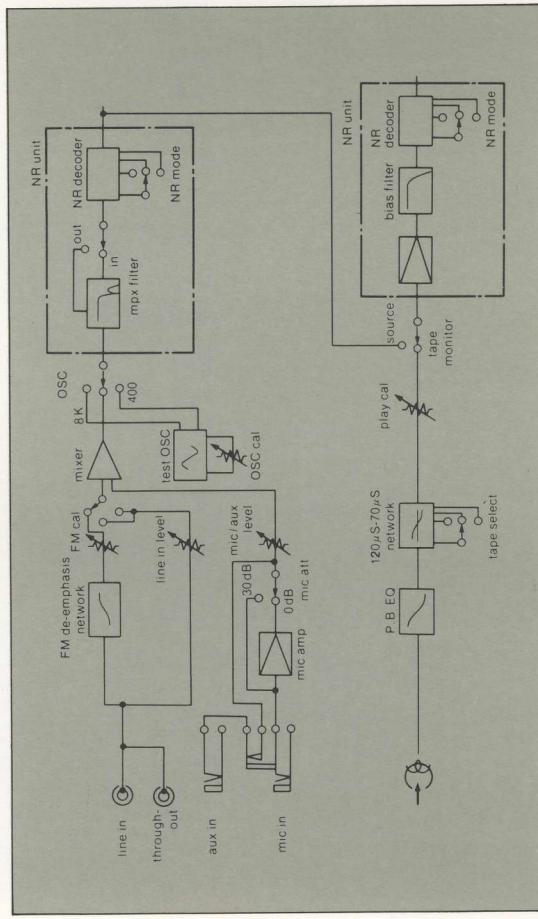 line in
through-
out
aux in
mic in
FM de-emphasis
network
FM cal
line in level
mixer
8K
OSC
400
test OSC
OSC cal
mic amp
30dB
0dB
mic att
mic/aux
level
NR unit
out
in
mpx filter
NR decoder
NR mode
P.B EQ
120μS-70μS
network
tape select
play cal
source
tape
monitor
NR unit
bias filter
NR
decoder
NR mode